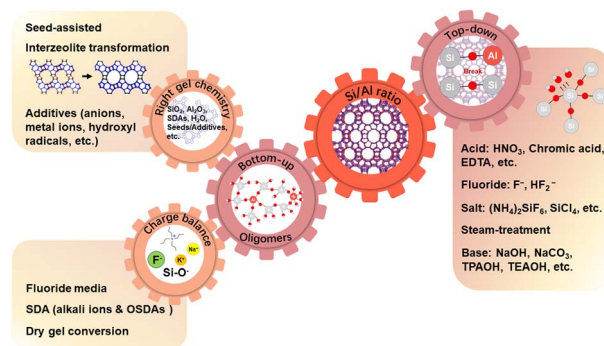 Seed-assisted
Interzeolite transformation
Additives (anions,
metal ions, hydroxyl
radicals, etc.)
Right gel chemistry
SiO₂, Al₂O₃,
SDAs, H₂O,
Seeds/Additives,
etc.
Bottom-up
Oligomers
Charge balance
F⁻
K⁺
Na⁺
Si-O⁻
Fluoride media
SDA (alkali ions & OSDAs )
Dry gel conversion
Si/Al ratio
Top-down
Si
Al
Break
Si
Si
Si
Si
Si
Acid: HNO₃, Chromic acid,
EDTA, etc.
Fluoride: F⁻, HF₂⁻
Salt: (NH₄)₂SiF₆, SiCl₄, etc.
Steam-treatment
Base: NaOH, NaCO₃,
TPAOH, TEAOH, etc.